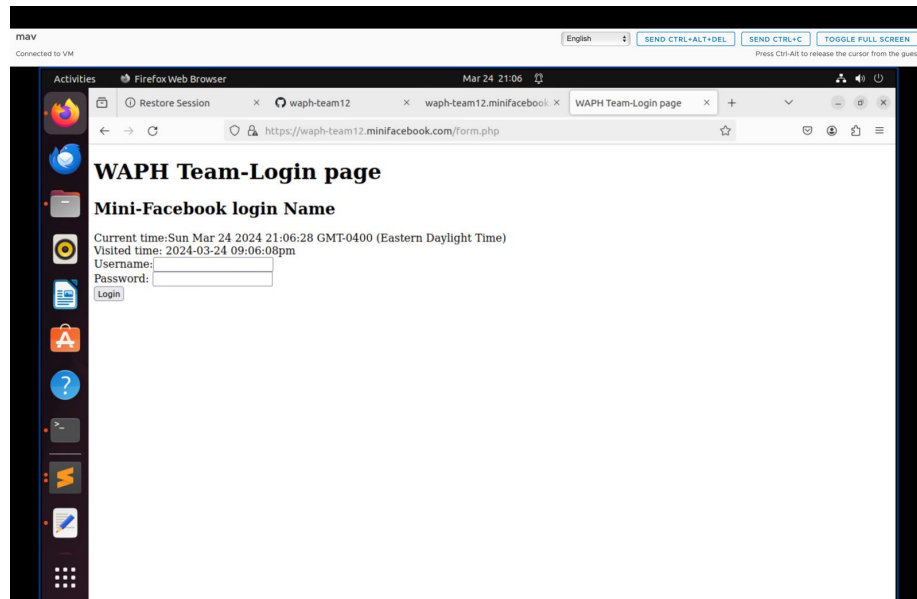 mav
English
SEND CTRL+ALT+DEL
SEND CTRL+C
TOGGLE FULL SCREEN
Connected to VM
Press Ctrl-Alt to release the cursor from the gues
Activities
Firefox Web Browser
Mar 24 21:06
Restore Session
waph-team12
waph-team12.minifacebook.
WAPH Team-Login page
https://waph-team12.minifacebook.com/form.php
WAPH Team-Login page
Mini-Facebook login Name
Current time:Sun Mar 24 2024 21:06:28 GMT-0400 (Eastern Daylight Time)
Visited time: 2024-03-24 09:06:08pm
Username:
Password:
Login